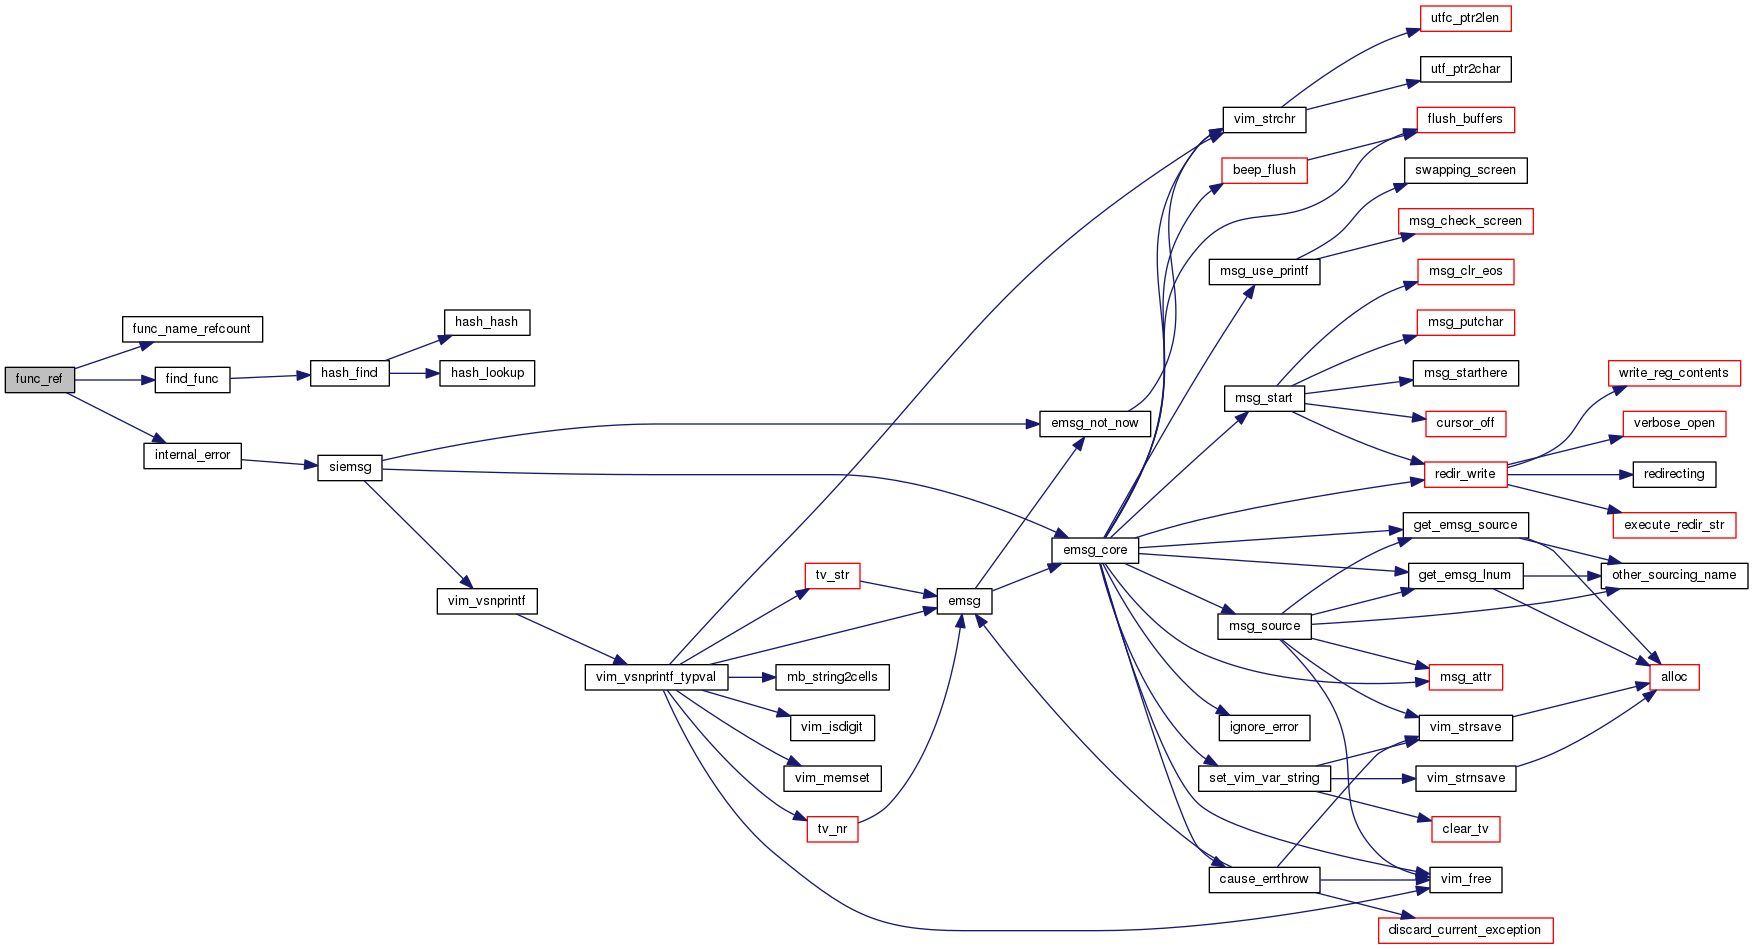 func_ref
func_name_refcount
find_func
internal_error
hash_find
siemsg
hash_hash
hash_lookup
vim_vsnprintf
vim_vsnprintf_typval
tv_str
mb_string2cells
vim_isdigit
vim_memset
tv_nr
emsg
emsg_not_now
emsg_core
vim_strchr
beep_flush
msg_use_printf
msg_start
msg_source
ignore_error
set_vim_var_string
cause_errthrow
utfc_ptr2len
utf_ptr2char
flush_buffers
swapping_screen
msg_check_screen
msg_clr_eos
msg_putchar
msg_starthere
cursor_off
redir_write
get_emsg_source
get_emsg_lnum
msg_attr
vim_strsave
vim_strnsave
clear_tv
vim_free
discard_current_exception
write_reg_contents
verbose_open
redirecting
execute_redir_str
other_sourcing_name
alloc